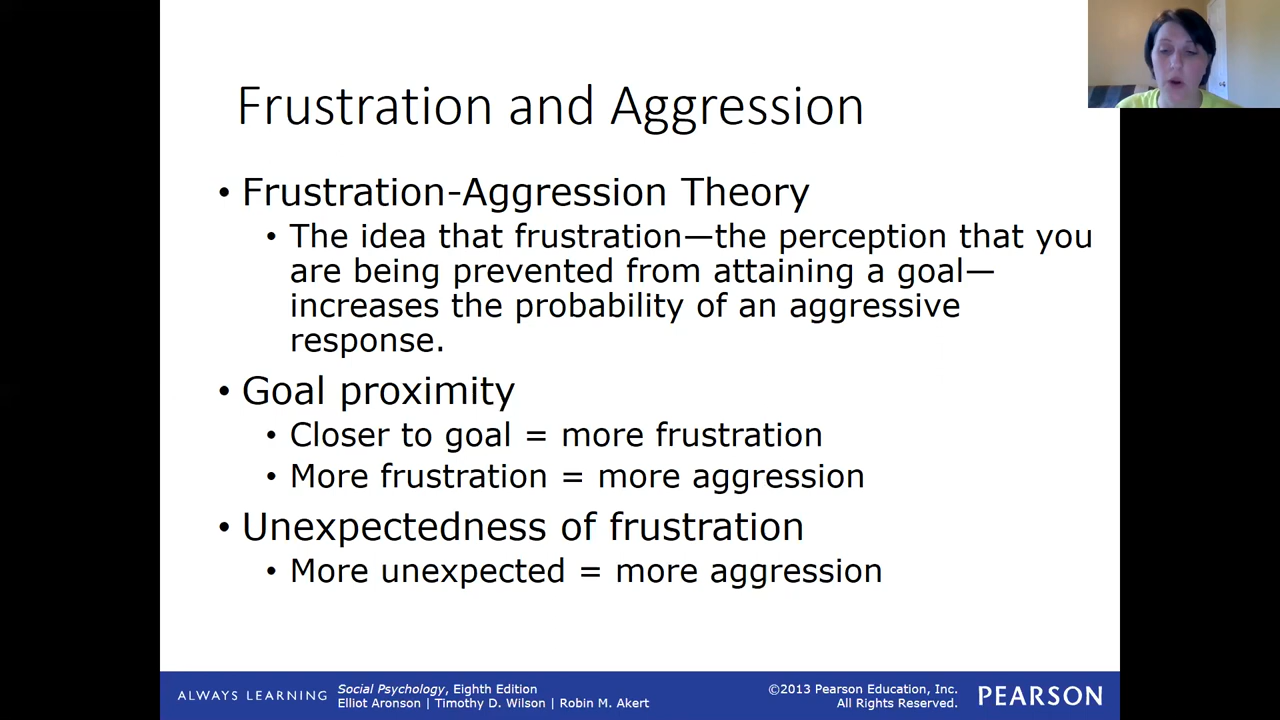 Frustration and Aggression
• Frustration-Aggression Theory
• The idea that frustration—the perception that you
are being prevented from attaining a goal—
increases the probability of an aggressive
response.
• Goal proximity
• Closer to goal = more frustration
• More frustration = more aggression
• Unexpectedness of frustration
• More unexpected = more aggression
ALWAYS LEARNING
Social Psychology, Eighth Edition
Elliot Aronson | Timothy D. Wilson | Robin M. Akert
©2013 Pearson Education, Inc.
All Rights Reserved.
PEARSON